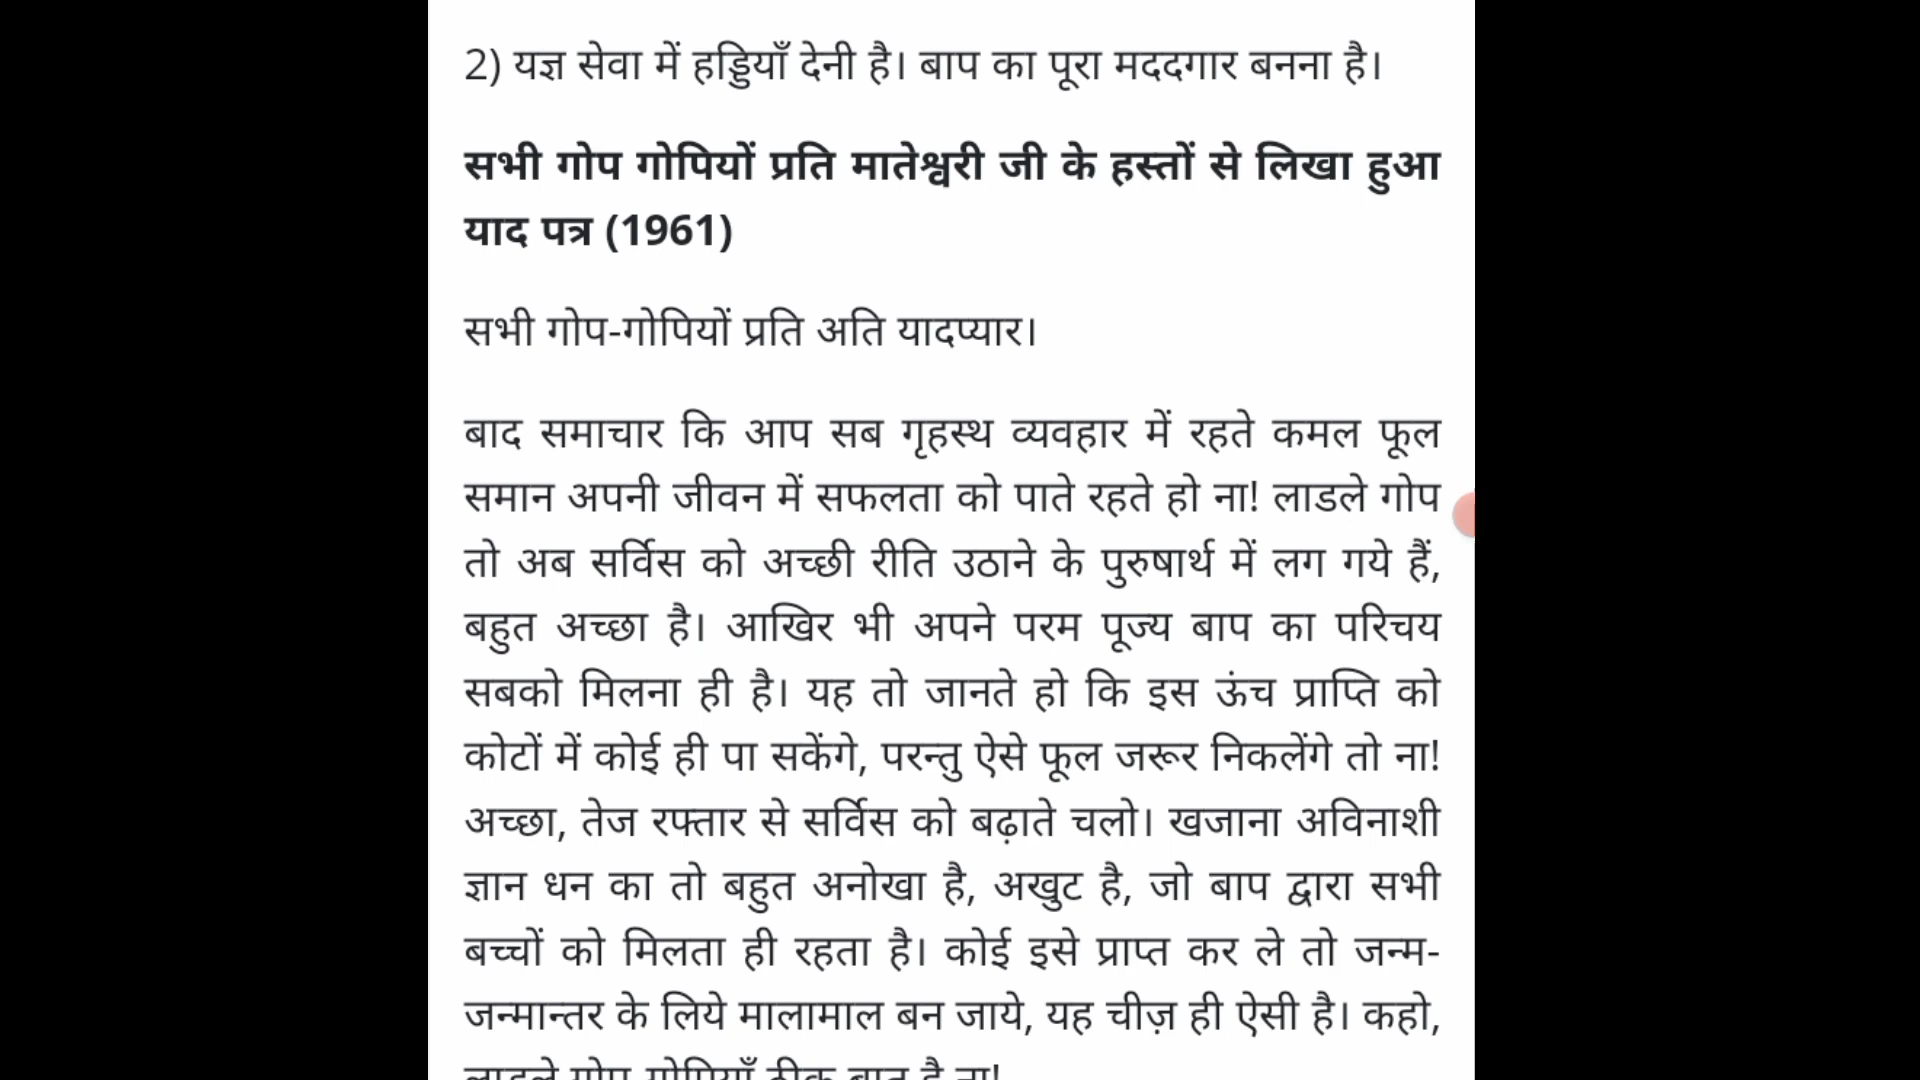 2) यज्ञ सेवा में हड्डियाँ देनी है। बाप का पूरा मददगार बनना है।
सभी गोप गोपियों प्रति मातेश्वरी जी के हस्तों से लिखा हुआ
याद पत्र (1961)
सभी गोप-गोपियों प्रति अति यादप्यार।
बाद समाचार कि आप सब गृहस्थ व्यवहार में रहते कमल फूल
समान अपनी जीवन में सफलता को पाते रहते हो ना! लाडले गोप
तो अब सर्विस को अच्छी रीति उठाने के पुरुषार्थ में लग गये हैं,
बहुत अच्छा है। आखिर भी अपने परम पूज्य बाप का परिचय
सबको मिलना ही है। यह तो जानते हो कि इस ऊंच प्राप्ति को
कोटों में कोई ही पा सकेंगे, परन्तु ऐसे फूल जरूर निकलेंगे तो ना!
अच्छा, तेज रफ्तार से सर्विस को बढ़ाते चलो। खजाना अविनाशी
ज्ञान धन का तो बहुत अनोखा है, अखुट है, जो बाप द्वारा सभी
बच्चों को मिलता ही रहता है। कोई इसे प्राप्त कर ले तो जन्म-
जन्मान्तर के लिये मालामाल बन जाये, यह चीज़ ही ऐसी है। कहो,
लाडले गोप गोपियाँ ठीक बात है ना!